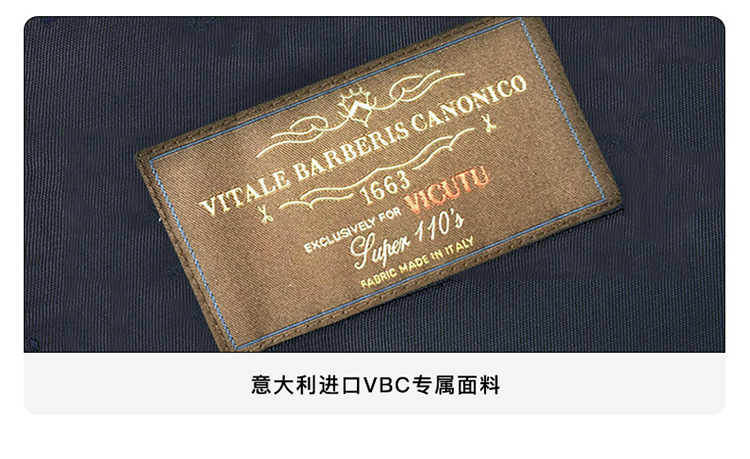 VITALE BARBERIS CANONICO
1663
EXCLUSIVELY FOR VICUTU
Super 110's
FABRIC MADE IN ITALY
意大利进口VBC专属面料